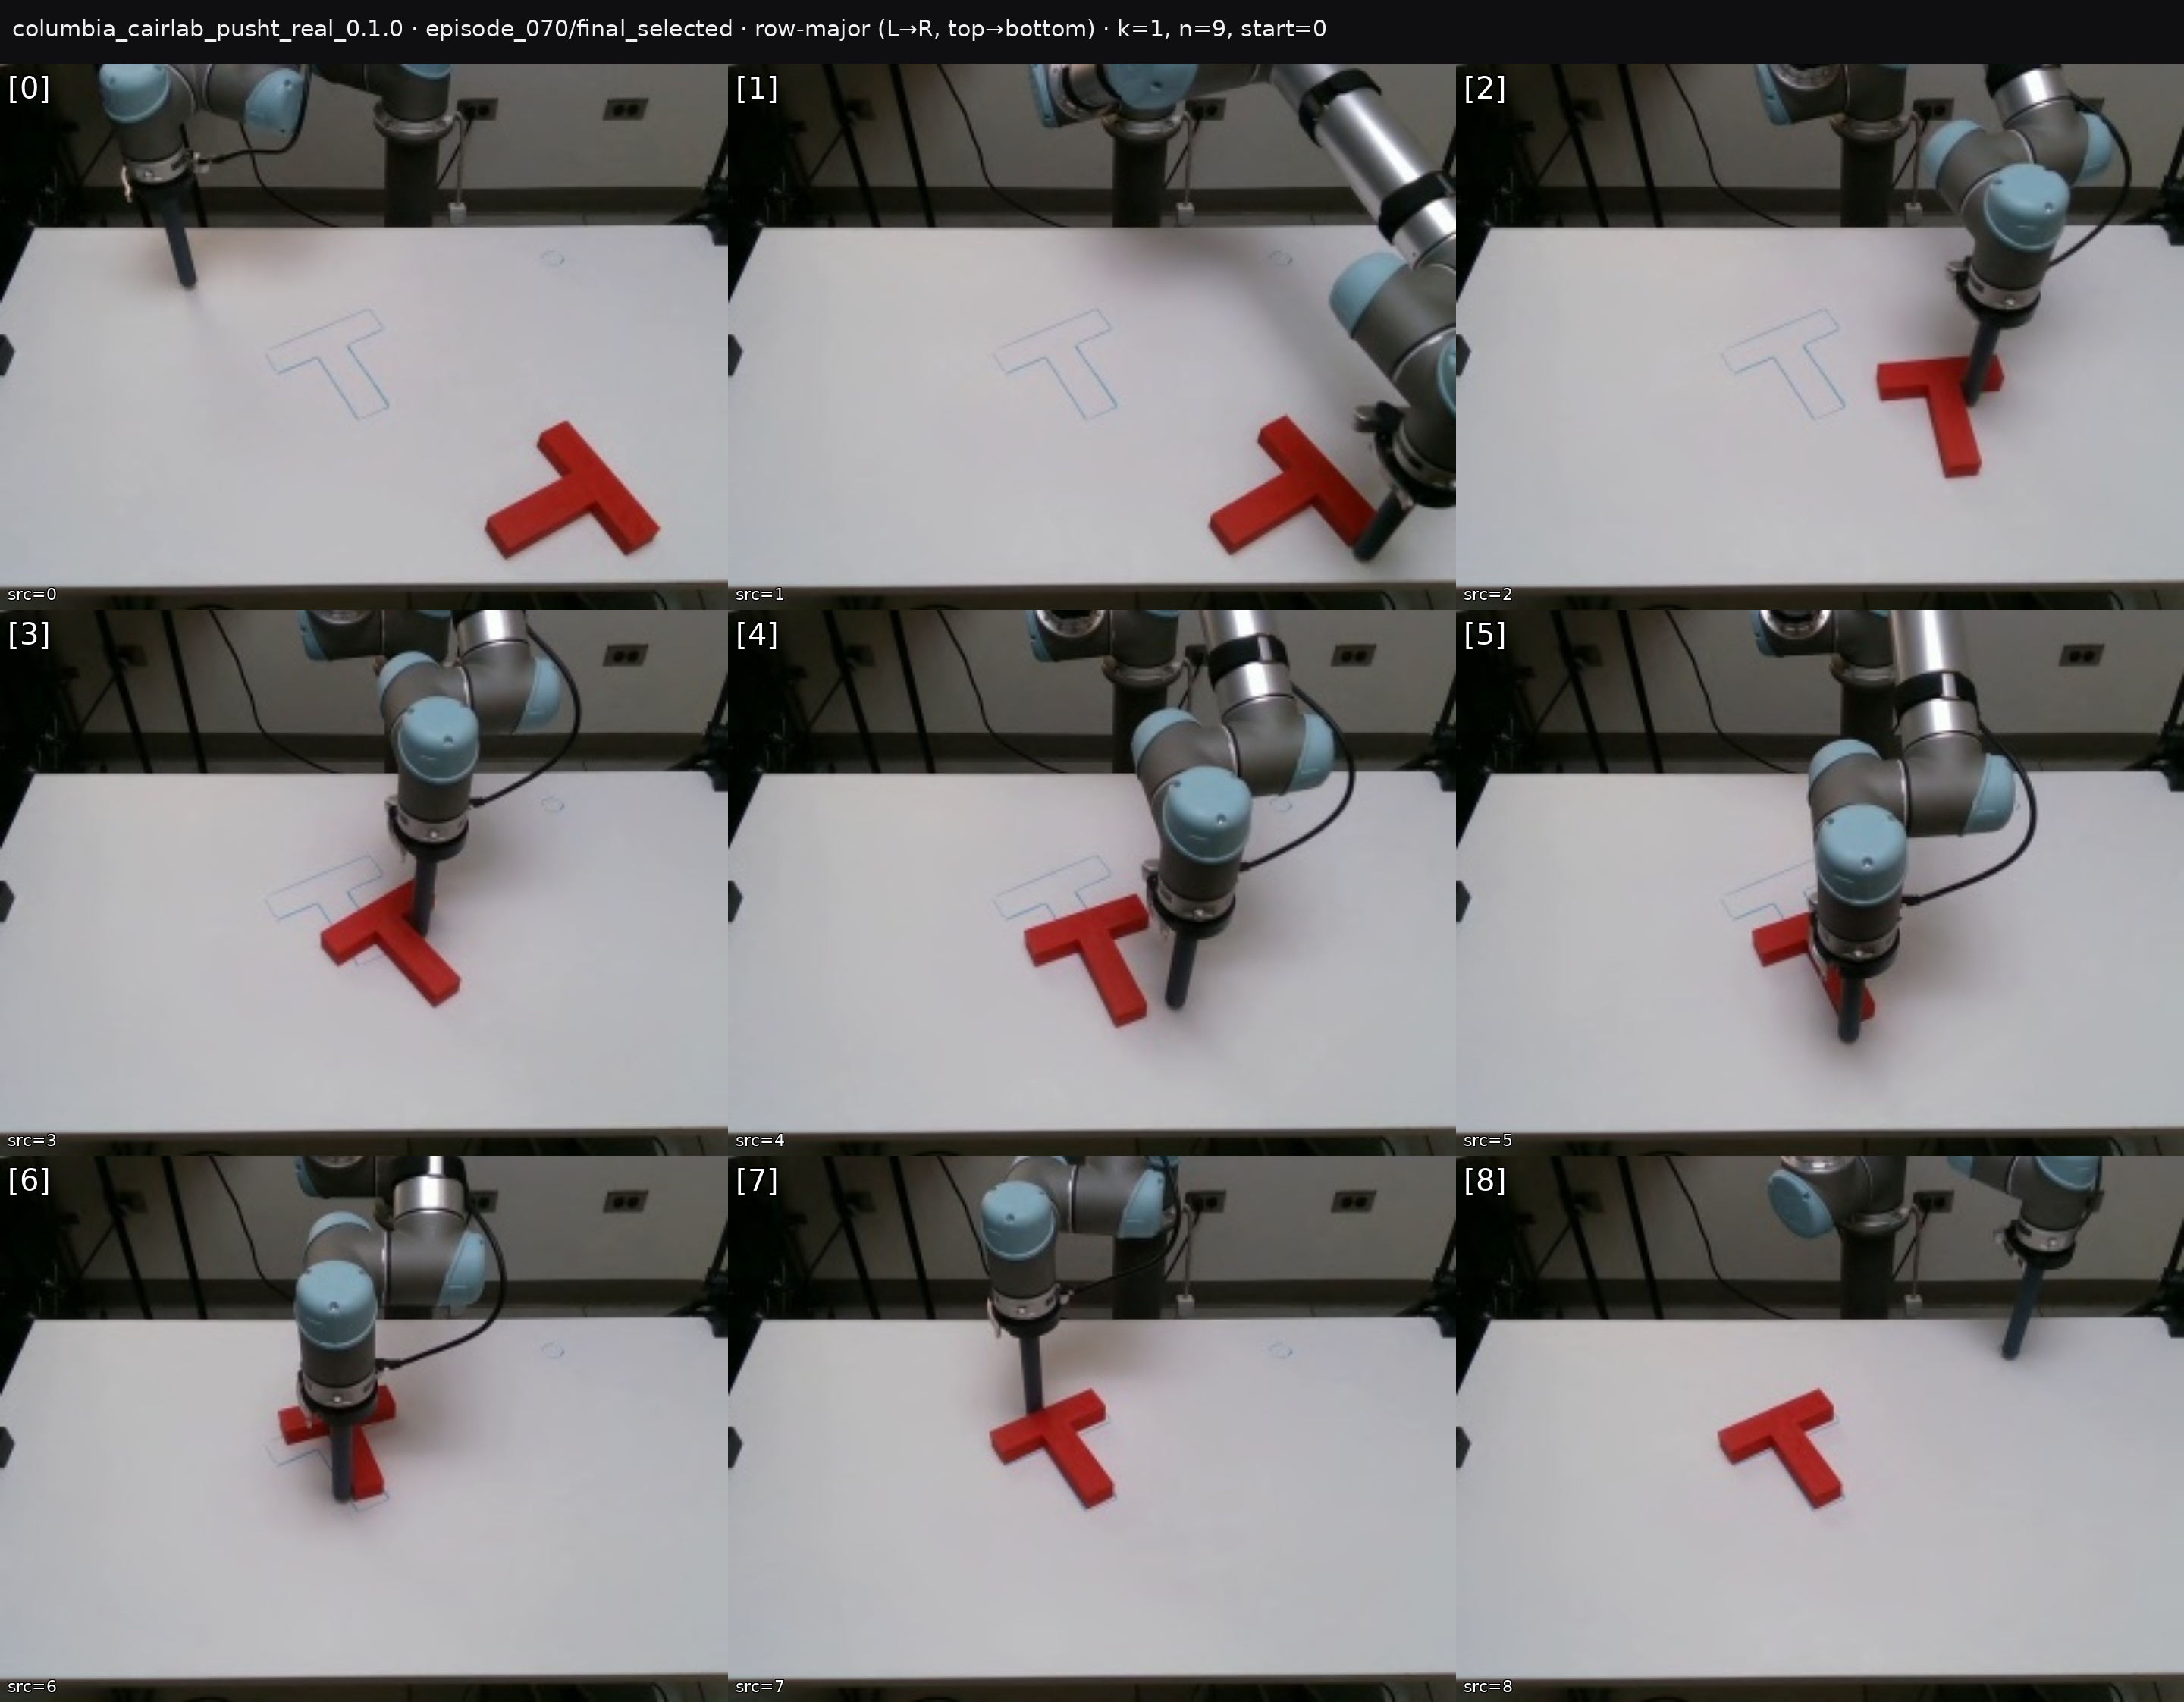 columbia_cairlab_pusht_real_0.1.0 · episode_070/final_selected · row-major (L→R, top→bottom) · k=1, n=9, start=0
[0]
[1]
[2]
src=0
src=1
src=2
[3]
[4]
[5]
src=3
src=4
src=5
[6]
[7]
[8]
src=6
src=7
src=8